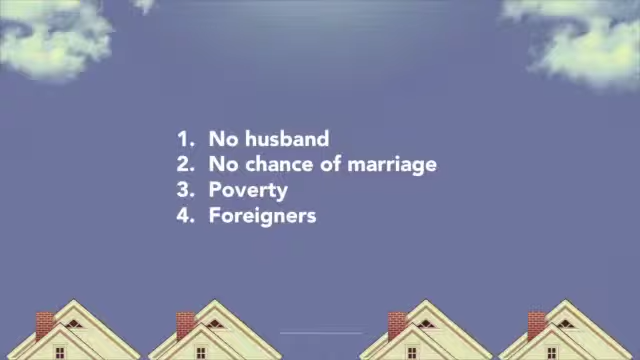 1. No husband
2. No chance of marriage
3. Poverty
4. Foreigners